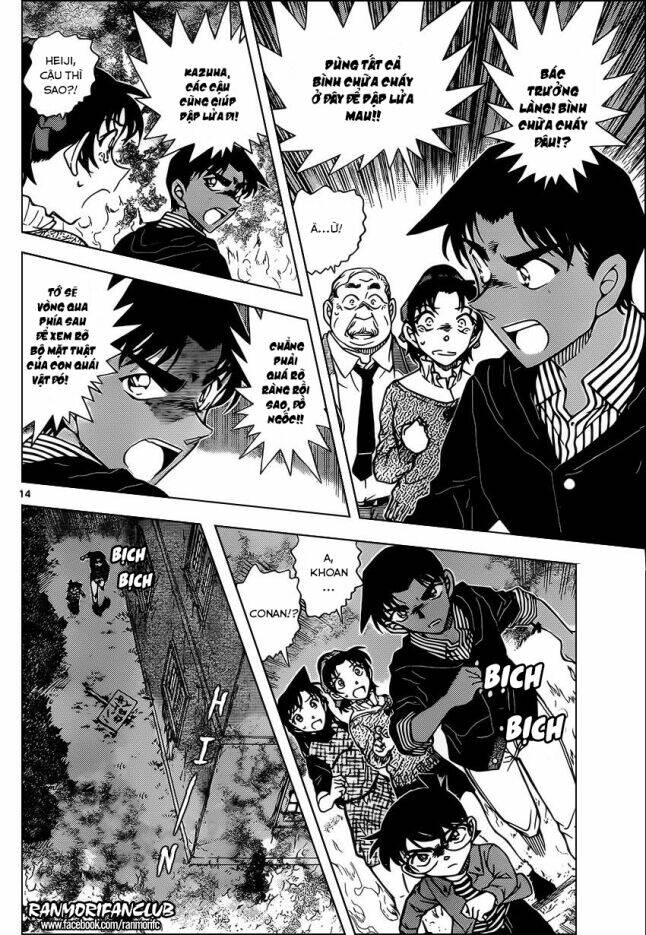 BÁC
TRƯỞNG
LÀNG! BÌNH
CHỮA CHÁY
ĐÂU!?
DÙNG TẤT CẢ
BÌNH CHỮA CHÁY
Ở ĐÂY ĐỂ DẬP LỬA
MAU!!
Ừ...Ừ!
KAZUHA,
CÁC CẬU
CŨNG GIÚP
DẬP LỬA ĐI!
HEIJI,
CẬU THÌ
SAO?!
CHẲNG
PHẢI
QUÁ RÕ
RÀNG RỒI
SAO, ĐỒ
NGỐC!!
TỚ SẼ
VÒNG QUA
PHÍA SAU
ĐỂ XEM RÕ
BỘ MẶT THẬT
CỦA CON QUÁI
VẬT ĐÓ!
14
A,
KHOAN
...
CONAN!?
BỊCH
BỊCH
BỊCH
BỊCH
HIIN
RANMORIFANCLUB
www.facebook.com/ranmorifc